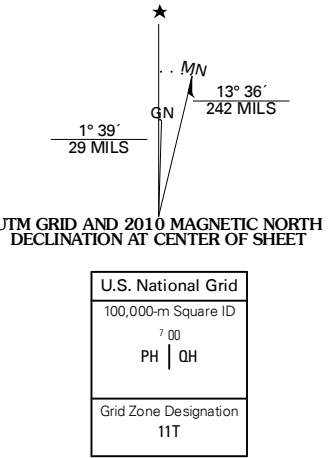 MN
GN
13° 36´
242 MILS
1° 39´
29 MILS
UTM GRID AND 2010 MAGNETIC NORTH
DECLINATION AT CENTER OF SHEET
U.S. National Grid
100,000-m Square ID
7 00
PH QH
Grid Zone Designation
11T